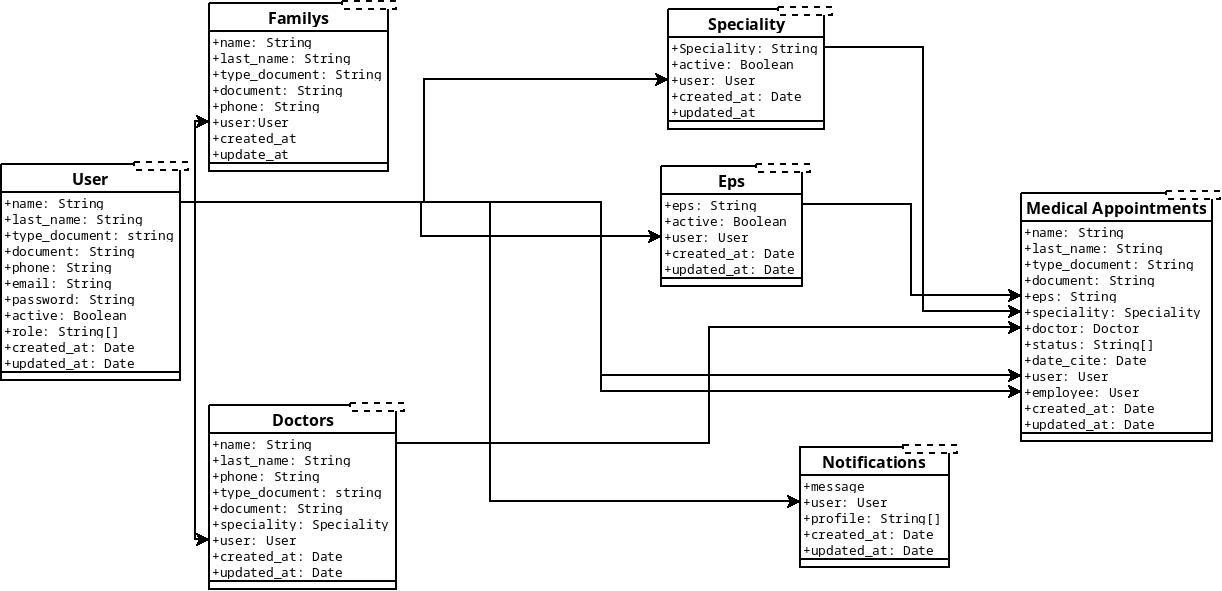 Familys
+name: String
+last_name: String
+type_document: String
+document: String
+phone: String
+user:User
+created_at
+update_at
Speciality
+Speciality: String
+active: Boolean
+user: User
+created_at: Date
+updated_at
User
+name: String
+last_name: String
+type_document: string
+document: String
+phone: String
+email: String
+password: String
+active: Boolean
+role: String[]
+created_at: Date
+updated_at: Date
Eps
+eps: String
+active: Boolean
+user: User
+created_at: Date
+updated_at: Date
Medical Appointments
+name: String
+last_name: String
+type_document: String
+document: String
+eps: String
+speciality: Speciality
+doctor: Doctor
+status: String[]
+date_cite: Date
+user: User
+employee: User
+created_at: Date
+updated_at: Date
Doctors
+name: String
+last_name: String
+phone: String
+type_document: string
+document: String
+speciality: Speciality
+user: User
+created_at: Date
+updated_at: Date
Notifications
+message
+user: User
+profile: String[]
+created_at: Date
+updated_at: Date